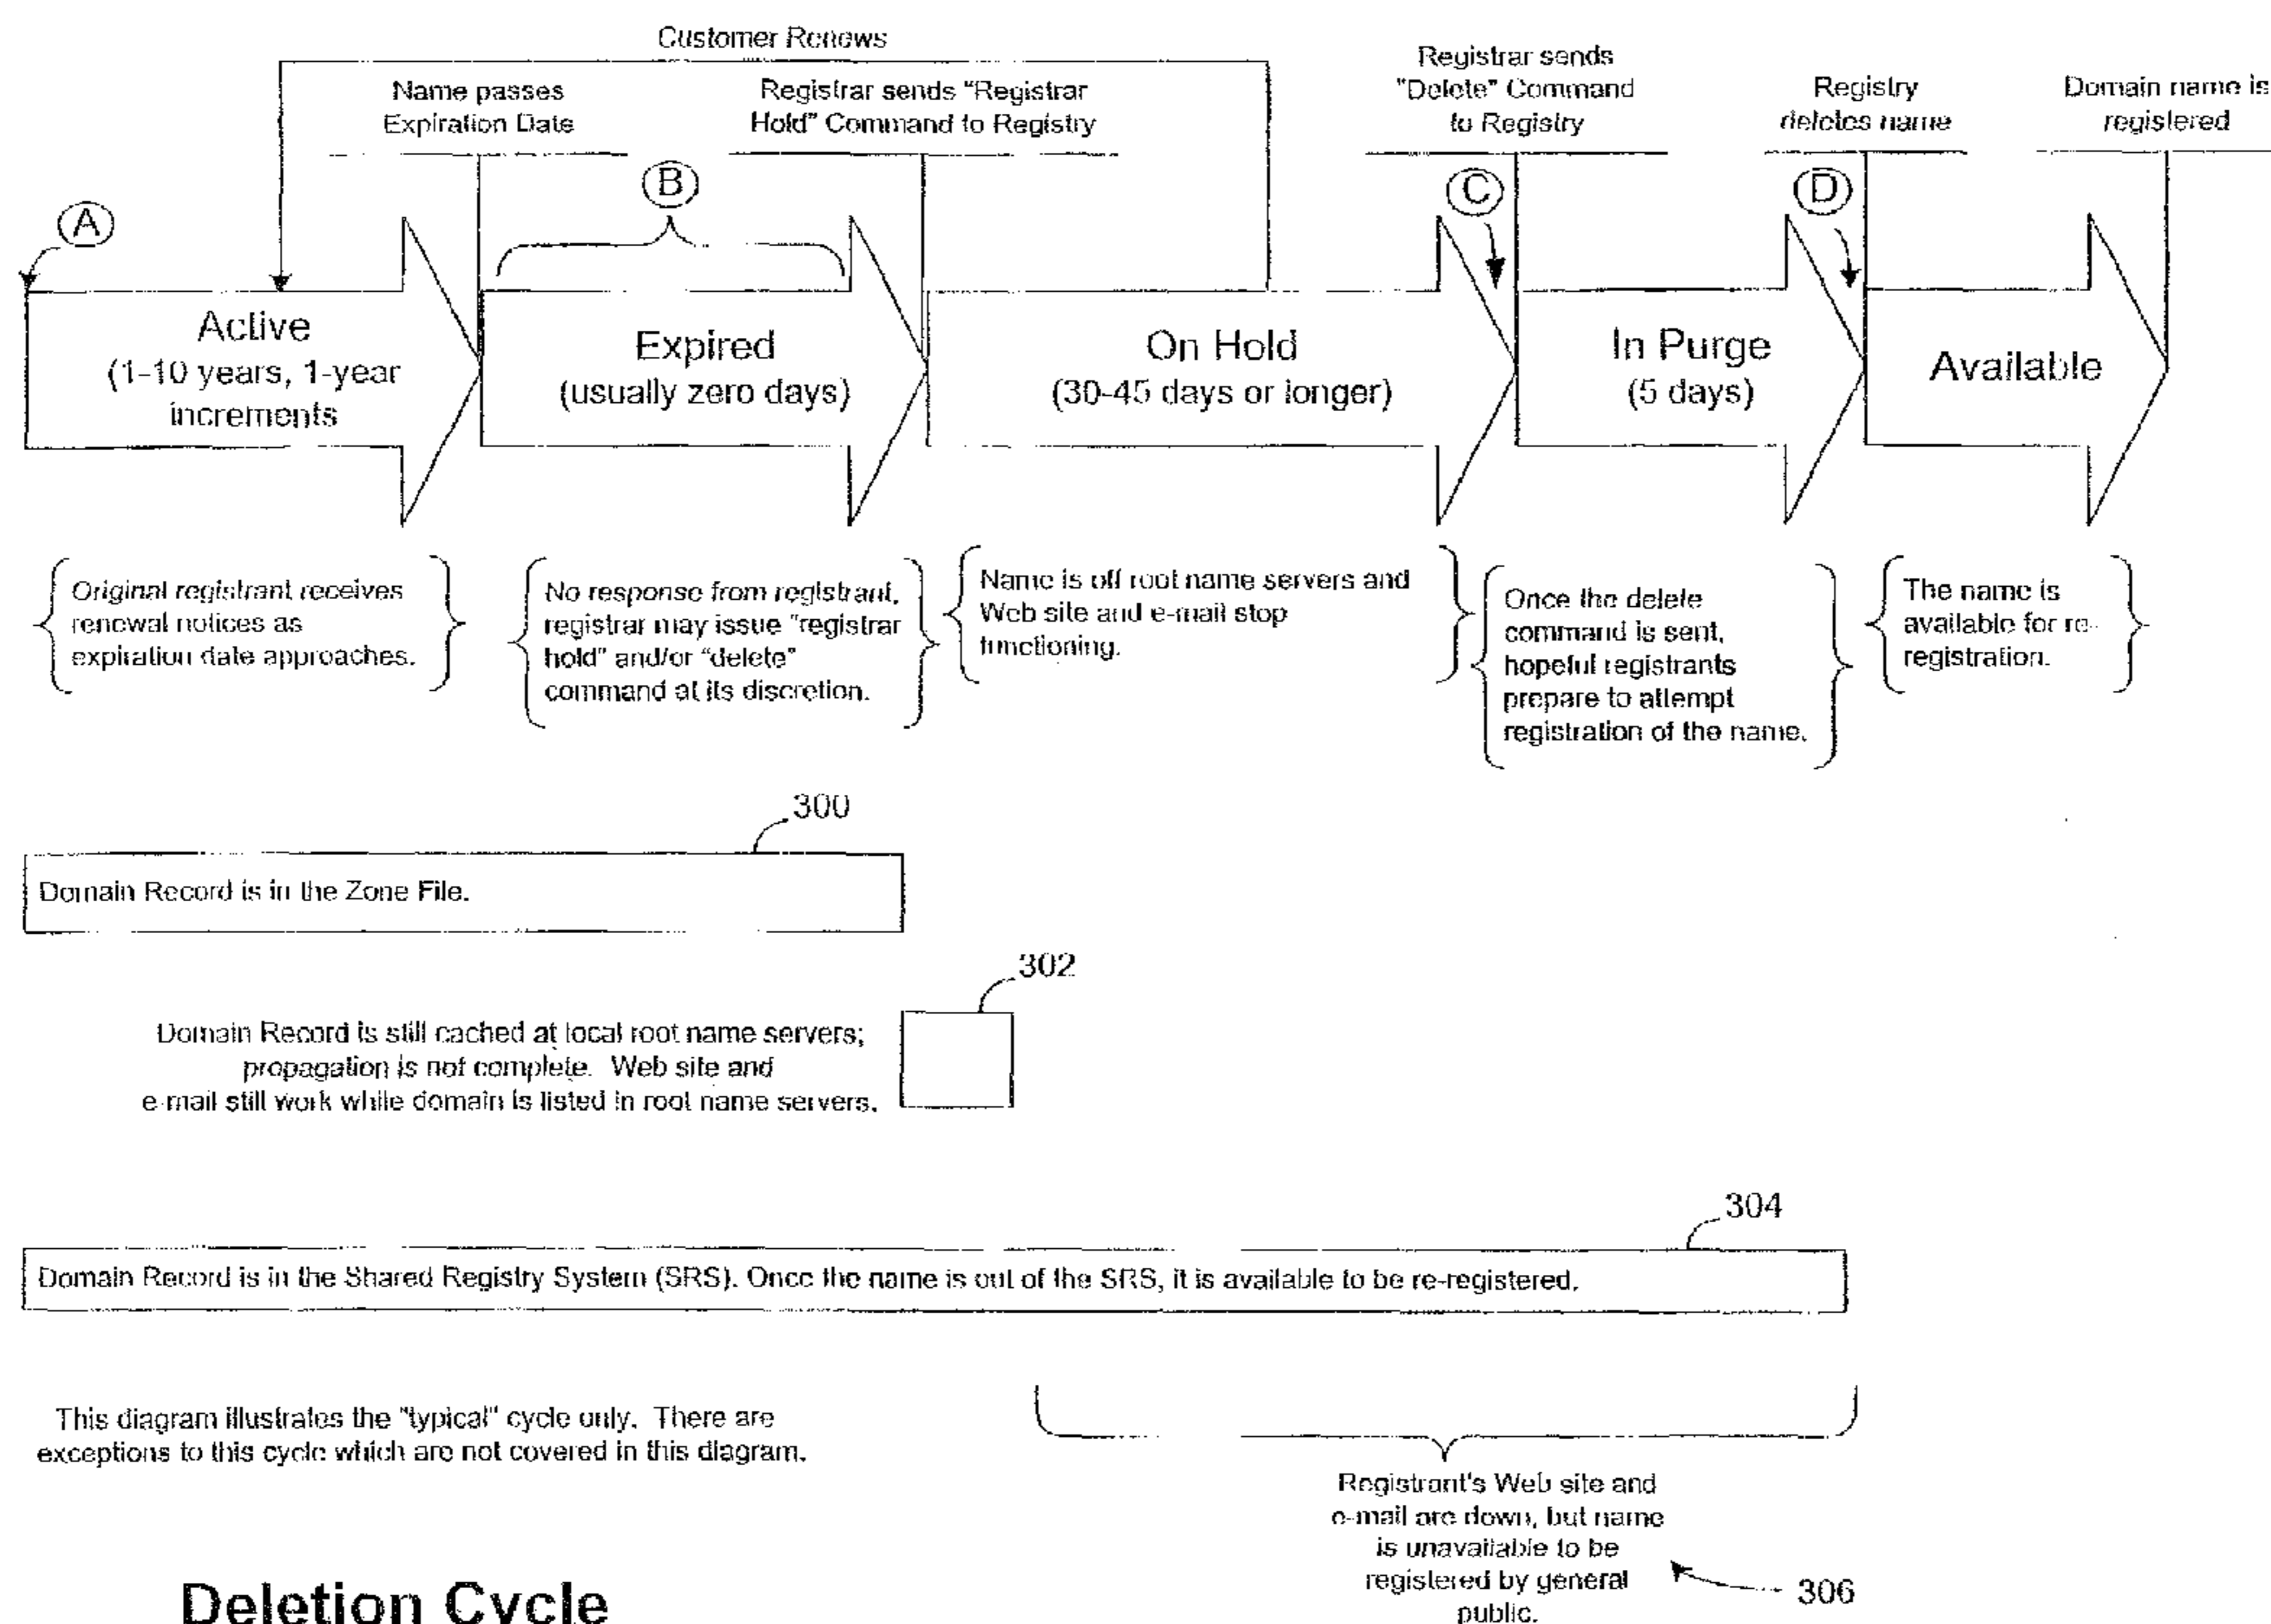 Customer Renews
Name passes
Expiration Date
Registrar sends "Registrar
Hold" Command to Registry
Registrar sends
"Delete" Command
to Registry
Registry
deletes name
Domain name is
registered
A
B
C
D
Active
(1-10 years, 1-year
increments
Expired
(usually zero days)
On Hold
(30-45 days or longer)
In Purge
(5 days)
Available
Original registrant receives
renewal notices as
expiration date approaches.
No response from registrant,
registrar may issue "registrar
hold" and/or "delete"
command at its discretion.
Name is off root name servers and
Web site and e-mail stop
functioning.
Once the delete
command is sent,
hopeful registrants
prepare to attempt
registration of the name.
The name is
available for re-
registration.
300
Domain Record is in the Zone File.
302
Domain Record is still cached at local root name servers;
propagation is not complete. Web site and
e-mail still work while domain is listed in root name servers.
304
Domain Record is in the Shared Registry System (SRS). Once the name is out of the SRS, it is available to be re-registered.
This diagram illustrates the "typical" cycle only. There are
exceptions to this cycle which are not covered in this diagram.
Registrant's Web site and
e-mail are down, but name
is unavailable to be
registered by general
public.
306
Deletion Cycle